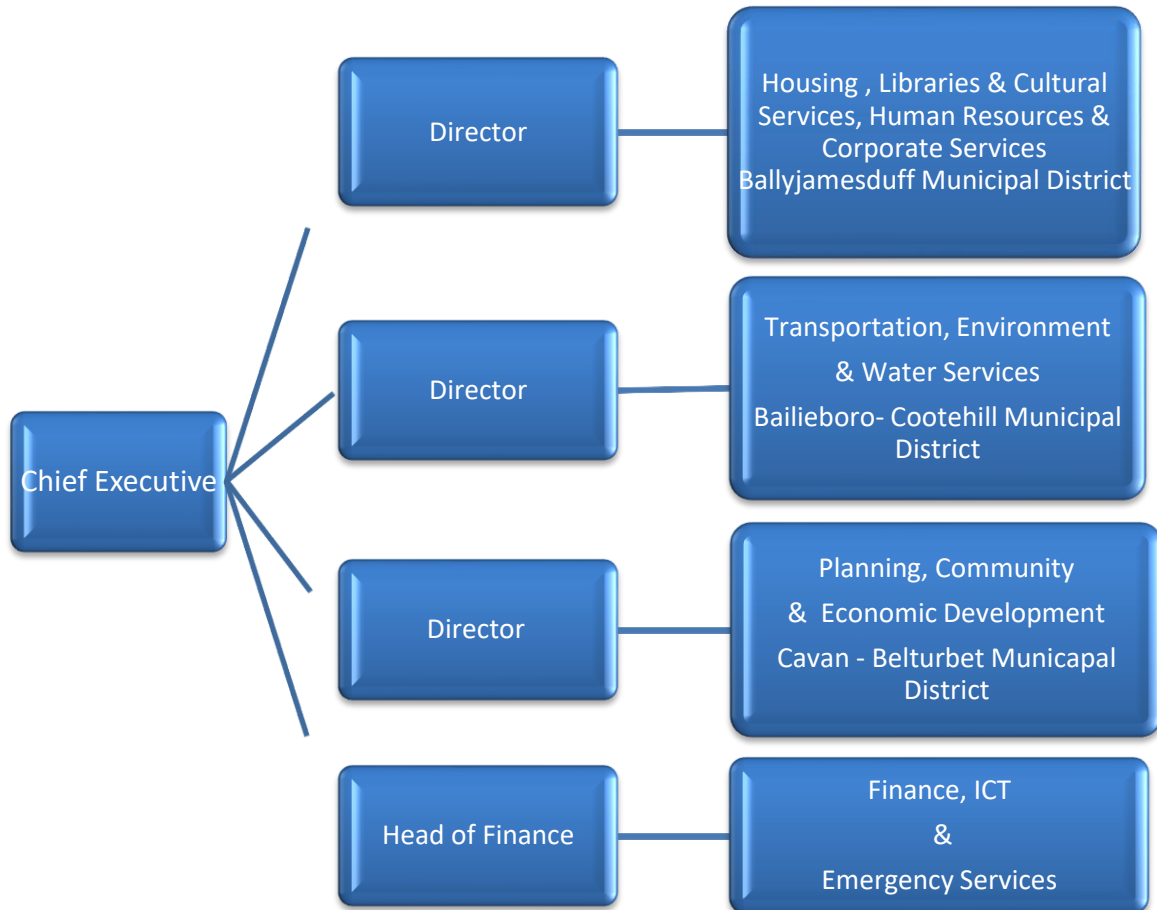 Chief Executive
Director
Housing , Libraries & Cultural
Services, Human Resources &
Corporate Services
Ballyjamesduff Municipal District
Director
Transportation, Environment
& Water Services
Bailieboro- Cootehill Municipal
District
Director
Planning, Community
& Economic Development
Cavan - Belturbet Municapal
District
Head of Finance
Finance, ICT
&
Emergency Services